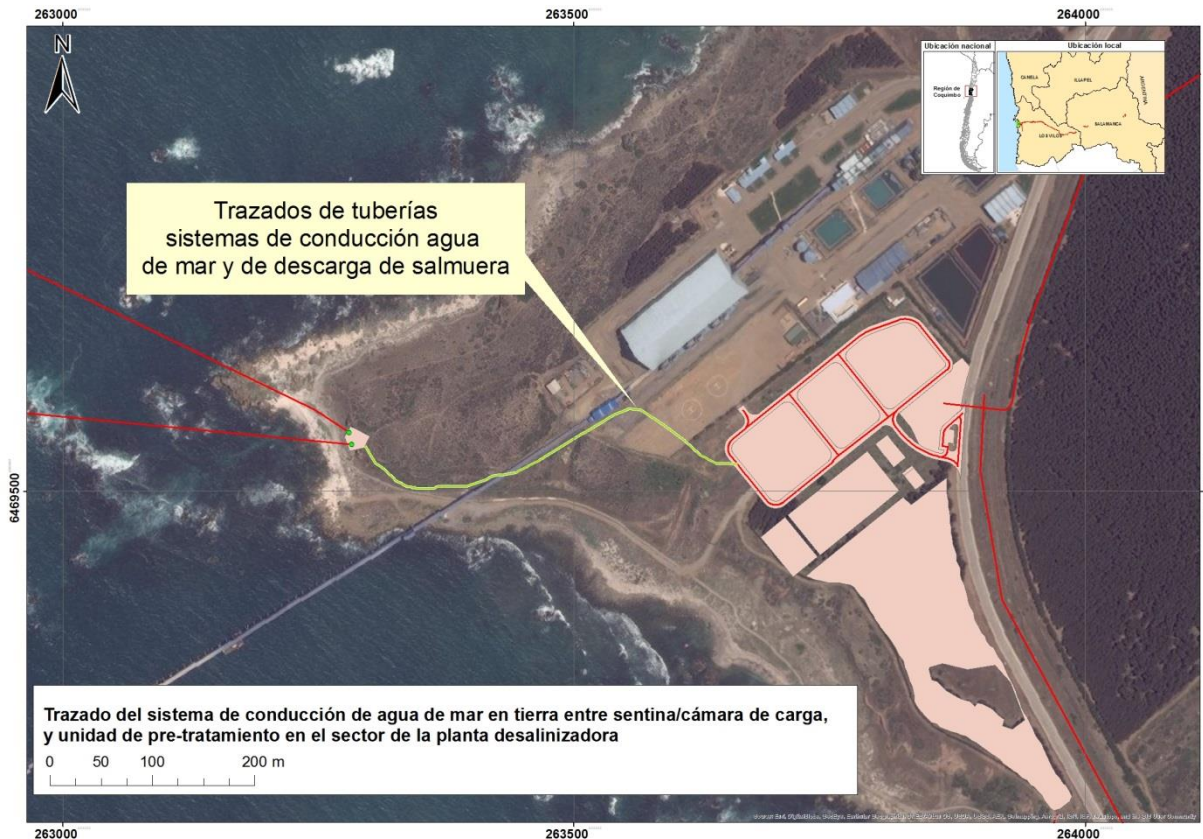 263000
263500
264000
N
Ubicación nacional
Ubicación local
Región de
Coquimbo
CANELA
ILLAPEL
ARGENTINA
SALAMANCA
LOS VILOS
Trazados de tuberías
sistemas de conducción agua
de mar y de descarga de salmuera
6469500
6469500
Trazado del sistema de conducción de agua de mar en tierra entre sentina/cámara de carga,
y unidad de pre-tratamiento en el sector de la planta desalinizadora
0 50 100 200 m
263000
263500
264000